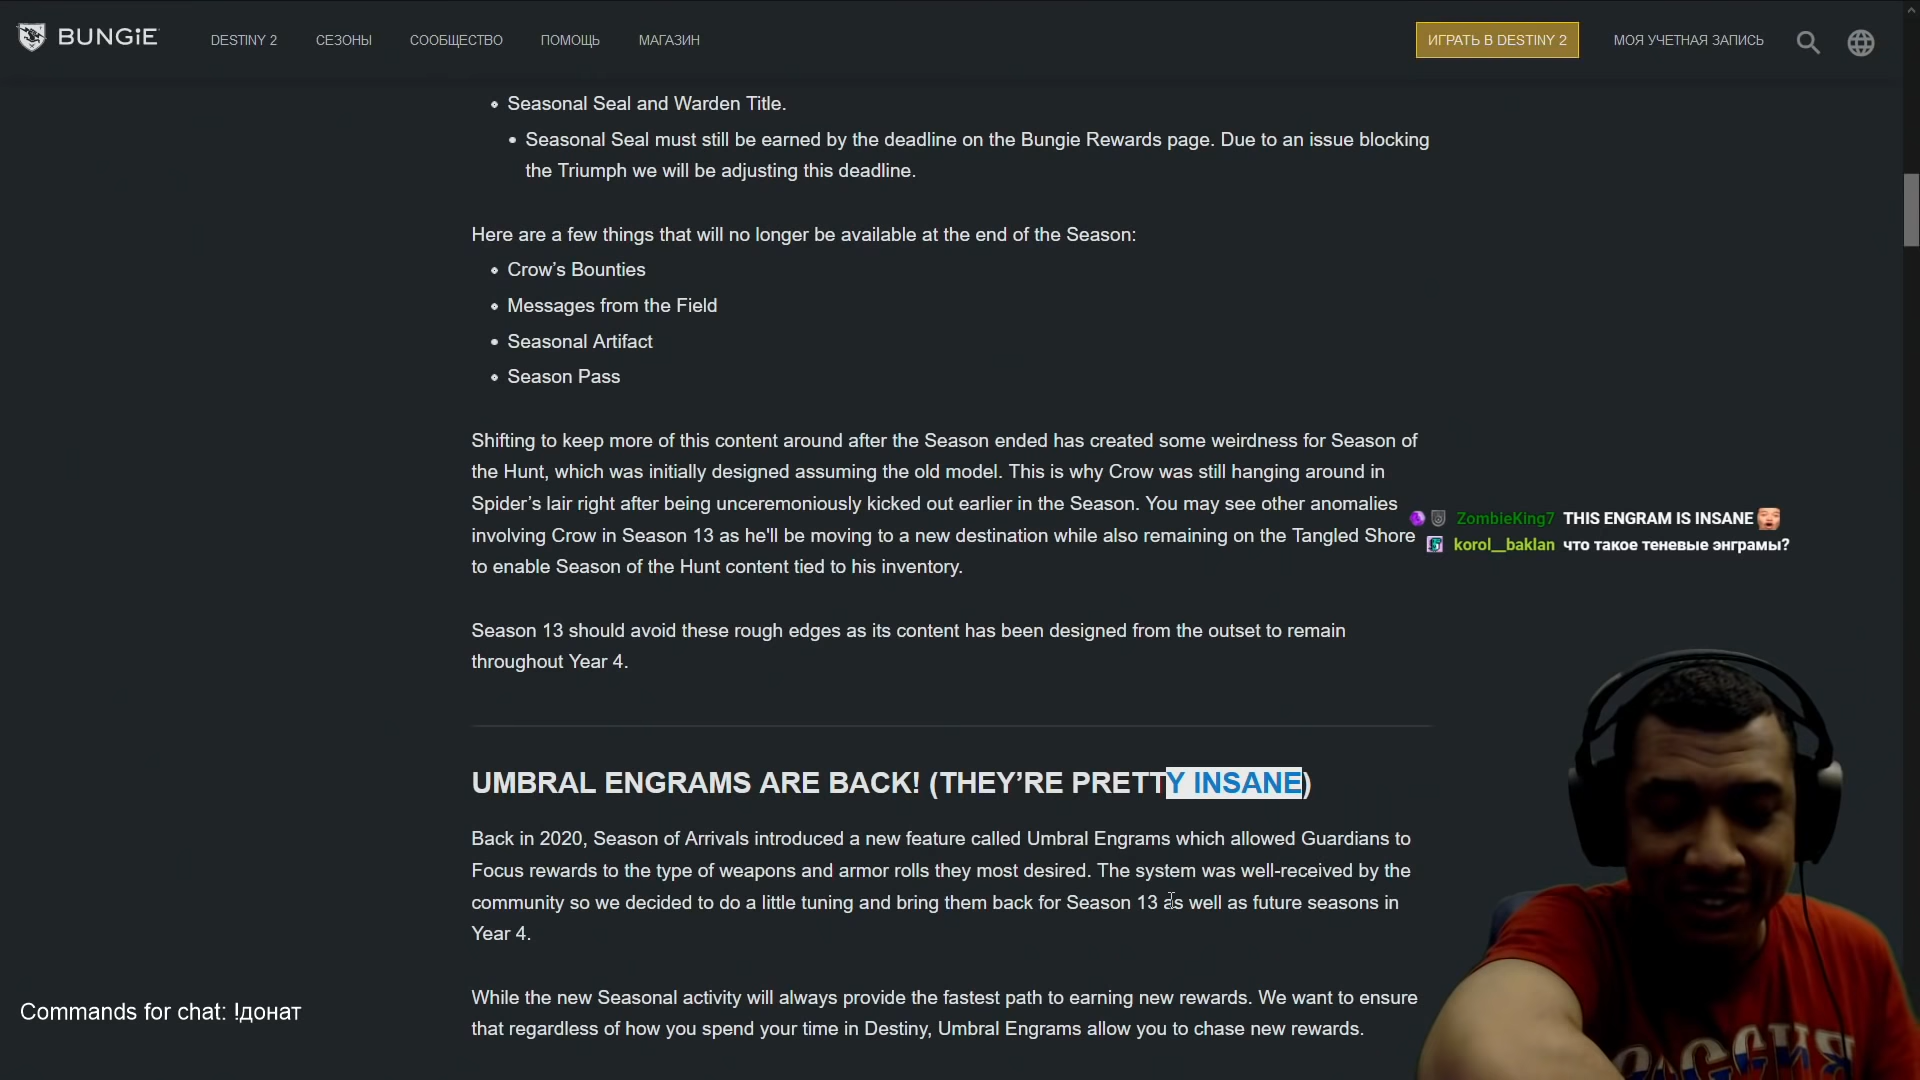 BUNGiE
DESTINY 2
СЕЗОНЫ
СООБЩЕСТВО
ПОМОЩЬ
МАГАЗИН
ИГРАТЬ В DESTINY 2
МОЯ УЧЕТНАЯ ЗАПИСЬ
Seasonal Seal and Warden Title.
Seasonal Seal must still be earned by the deadline on the Bungie Rewards page. Due to an issue blocking
the Triumph we will be adjusting this deadline.
Here are a few things that will no longer be available at the end of the Season:
Crow’s Bounties
Messages from the Field
Seasonal Artifact
Season Pass
Shifting to keep more of this content around after the Season ended has created some weirdness for Season of
the Hunt, which was initially designed assuming the old model. This is why Crow was still hanging around in
Spider’s lair right after being unceremoniously kicked out earlier in the Season. You may see other anomalies
involving Crow in Season 13 as he'll be moving to a new destination while also remaining on the Tangled Shore
to enable Season of the Hunt content tied to his inventory.
ZombieKing7 THIS ENGRAM IS INSANE
korol__baklan что такое теневые энграмы?
Season 13 should avoid these rough edges as its content has been designed from the outset to remain
throughout Year 4.
UMBRAL ENGRAMS ARE BACK! (THEY’RE PRETTY INSANE)
Back in 2020, Season of Arrivals introduced a new feature called Umbral Engrams which allowed Guardians to
Focus rewards to the type of weapons and armor rolls they most desired. The system was well-received by the
community so we decided to do a little tuning and bring them back for Season 13 as well as future seasons in
Year 4.
While the new Seasonal activity will always provide the fastest path to earning new rewards. We want to ensure
that regardless of how you spend your time in Destiny, Umbral Engrams allow you to chase new rewards.
Commands for chat: !донат